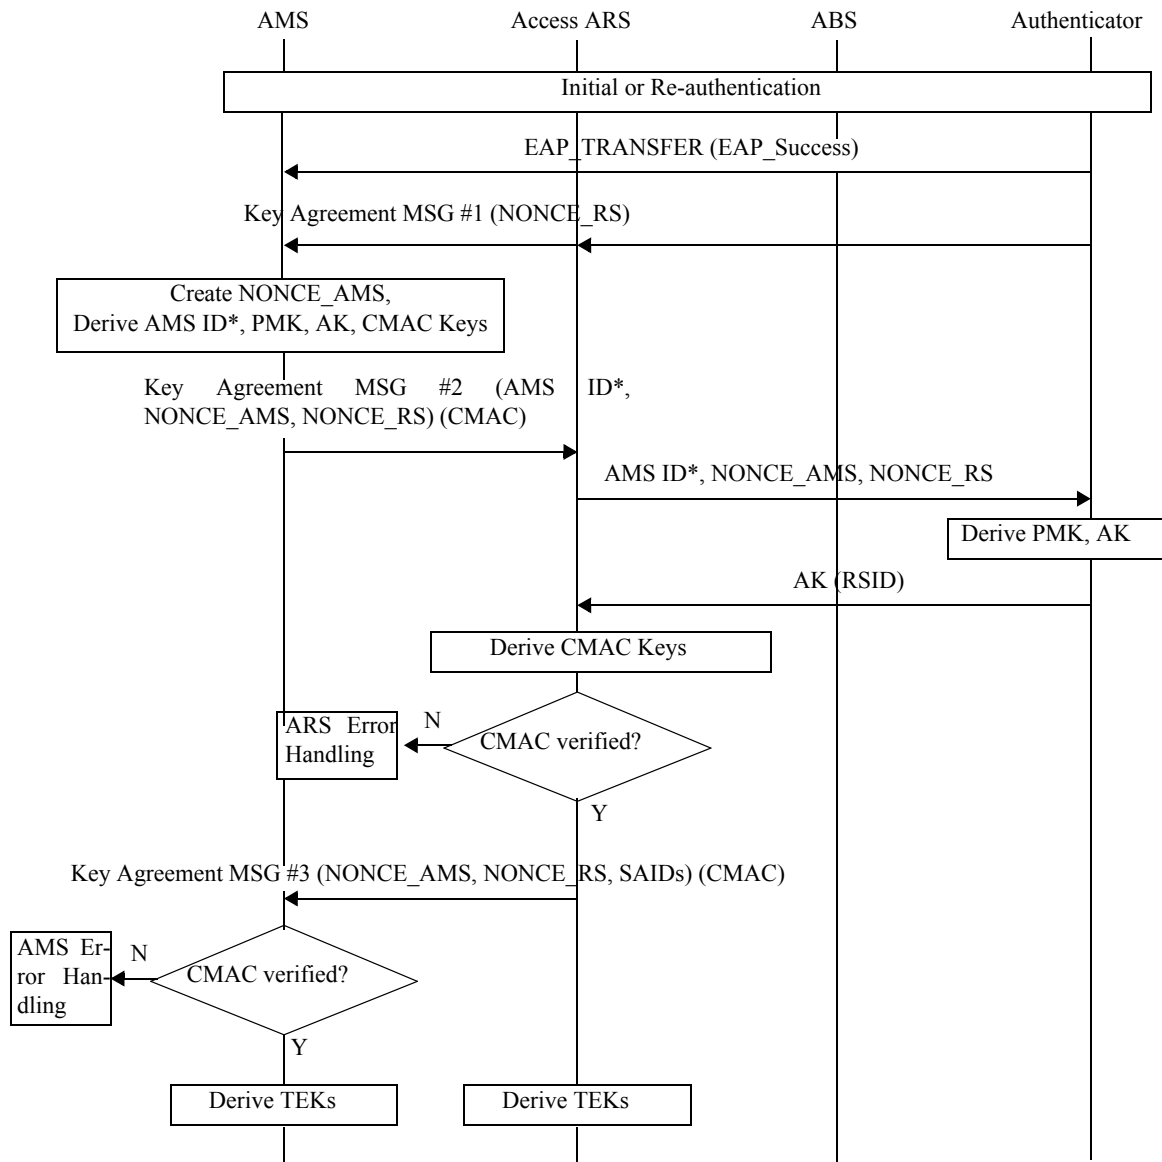 AMS
Access ARS
ABS
Authenticator
Initial or Re-authentication
EAP_TRANSFER (EAP_Success)
Key Agreement MSG #1 (NONCE_RS)
Create NONCE_AMS,
Derive AMS ID*, PMK, AK, CMAC Keys
Key Agreement MSG #2 (AMS ID*,
NONCE_AMS, NONCE_RS) (CMAC)
AMS ID*, NONCE_AMS, NONCE_RS
Derive PMK, AK
AK (RSID)
Derive CMAC Keys
ARS Error
Handling
N
CMAC verified?
Y
Key Agreement MSG #3 (NONCE_AMS, NONCE_RS, SAIDs) (CMAC)
AMS Er-
ror Han-
dling
N
CMAC verified?
Y
Derive TEKs
Derive TEKs